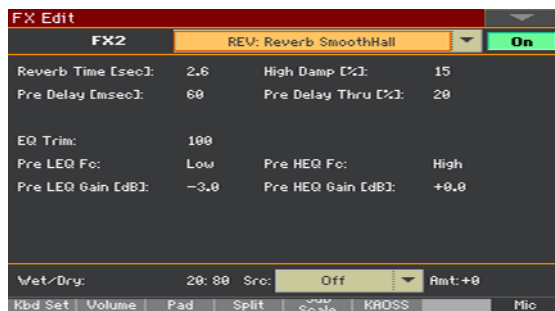 FX Edit
FX2 REV: Reverb SmoothHall On
Reverb Time [sec]: 2.6 High Damp [%]: 15
Pre Delay [msec]: 60 Pre Delay Thru [%]: 20
EQ Trim: 100
Pre LEQ Fc: Low Pre HEQ Fc: High
Pre LEQ Gain [dB]: -3.0 Pre HEQ Gain [dB]: +0.0
Wet/Dry: 20:80 Src: Off Amt:+0
Kbd Set Volume Pad Split Sub Scale KAOSS Mic